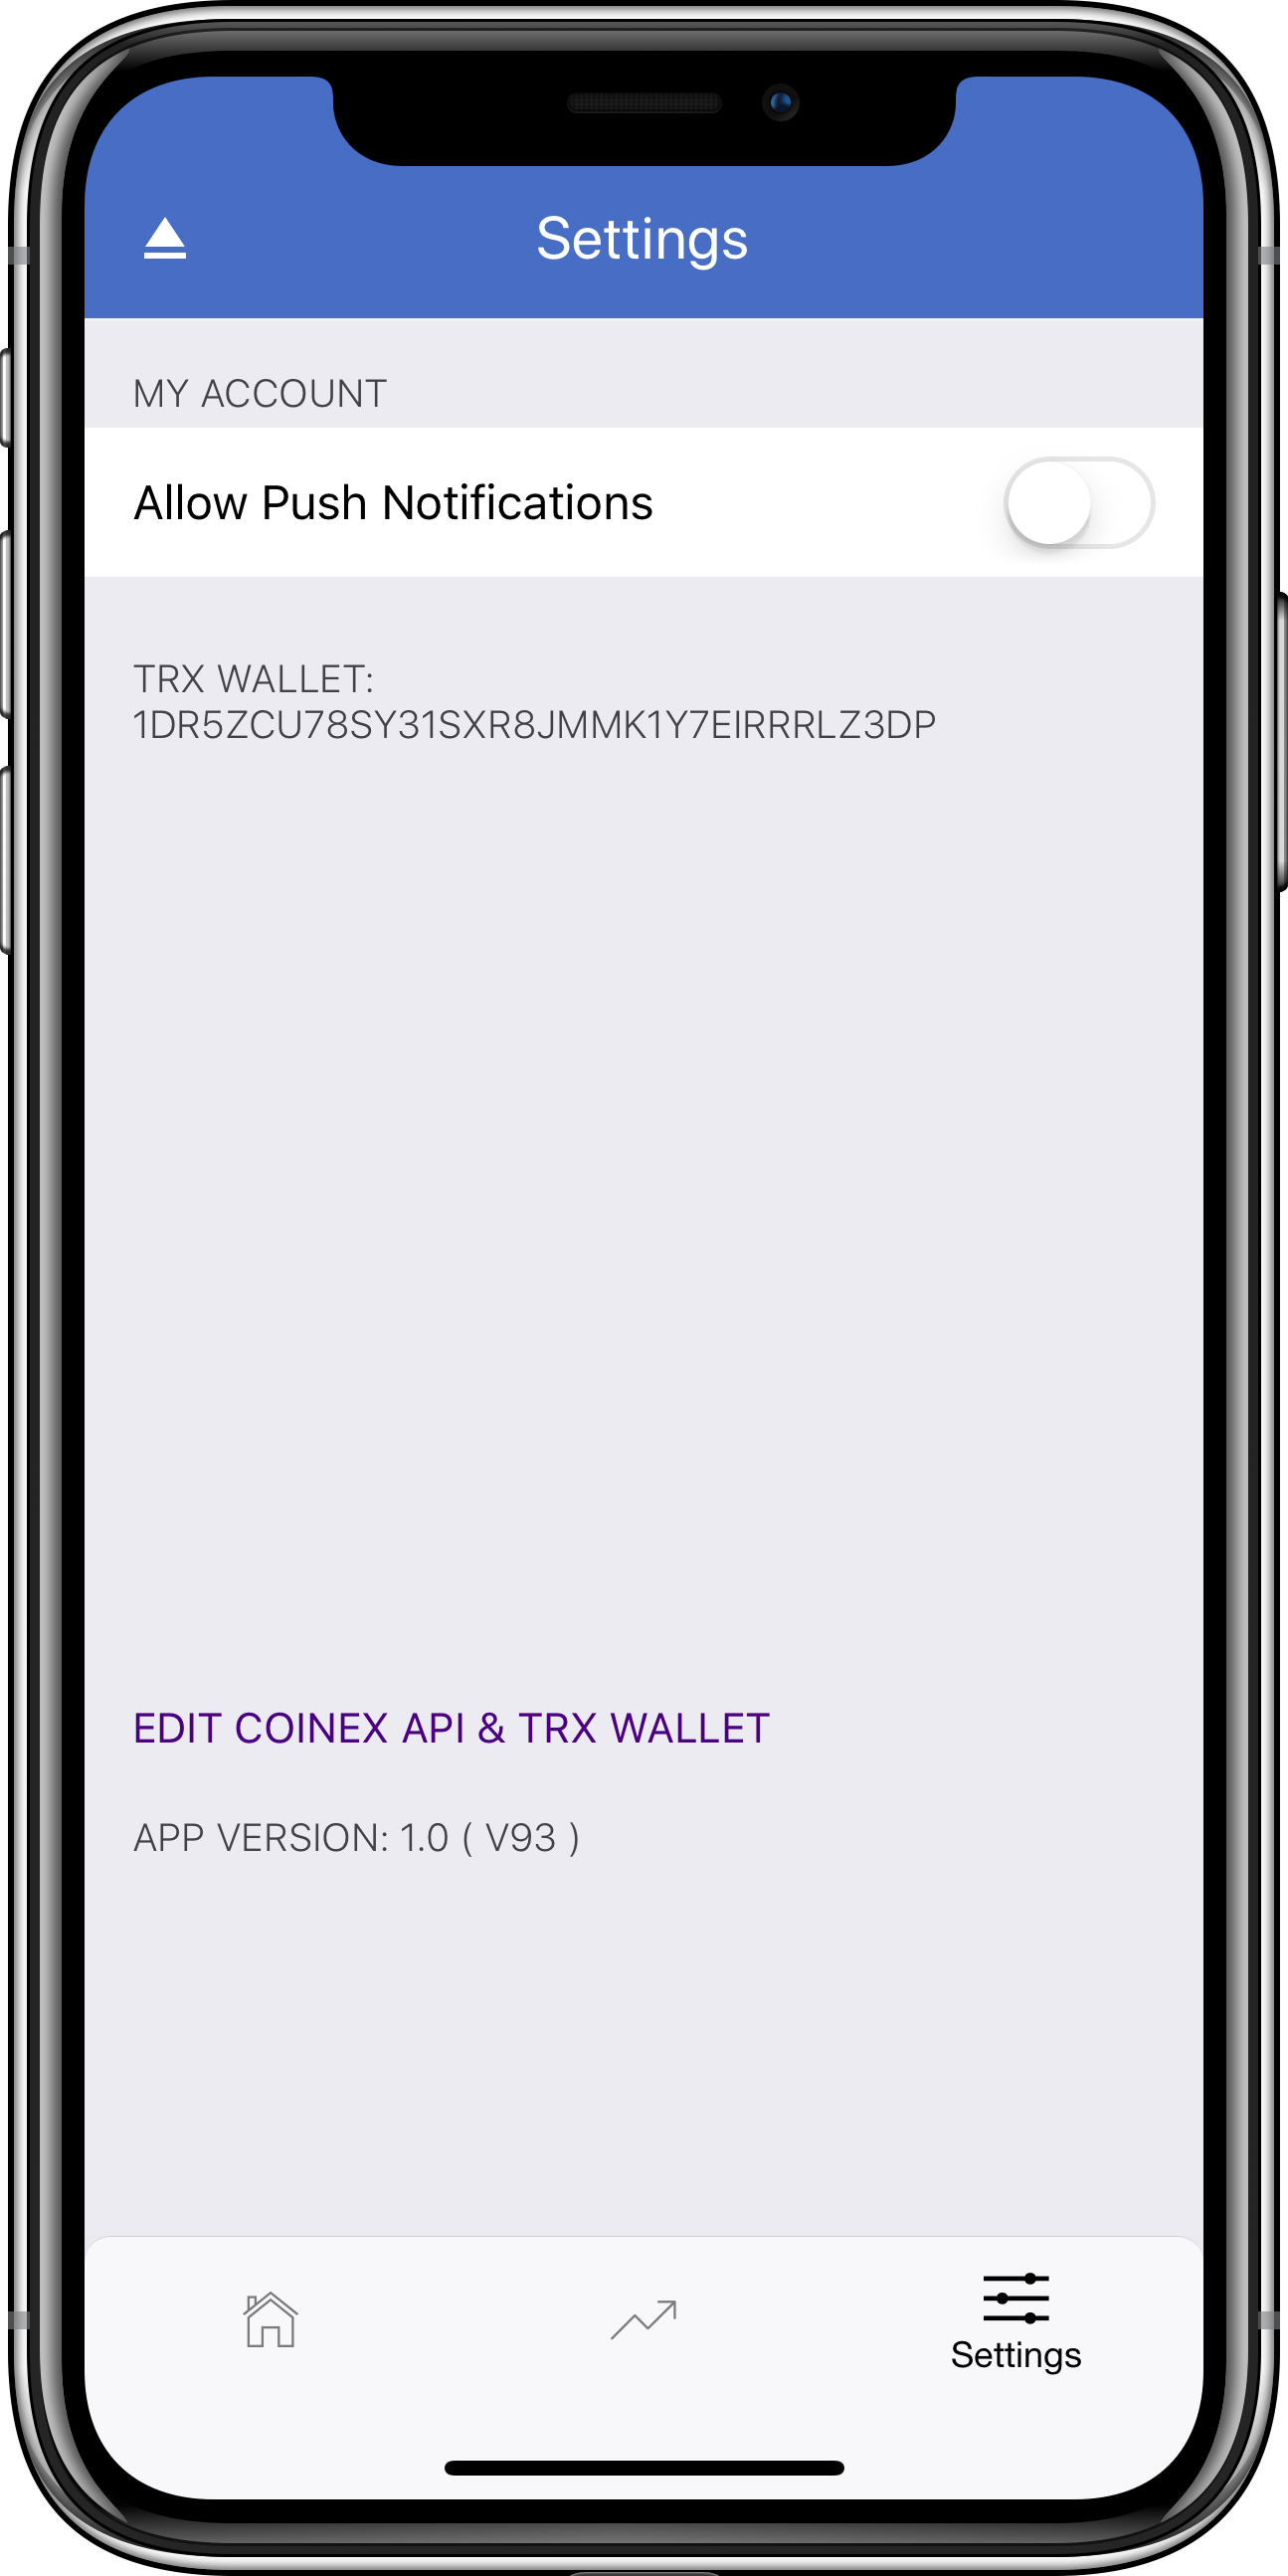 Settings
MY ACCOUNT
Allow Push Notifications
TRX WALLET:
1DR5ZCU78SY31SXR8JMMK1Y7EIRRRLZ3DP
EDIT COINEX API & TRX WALLET
APP VERSION: 1.0 ( V93 )
Settings